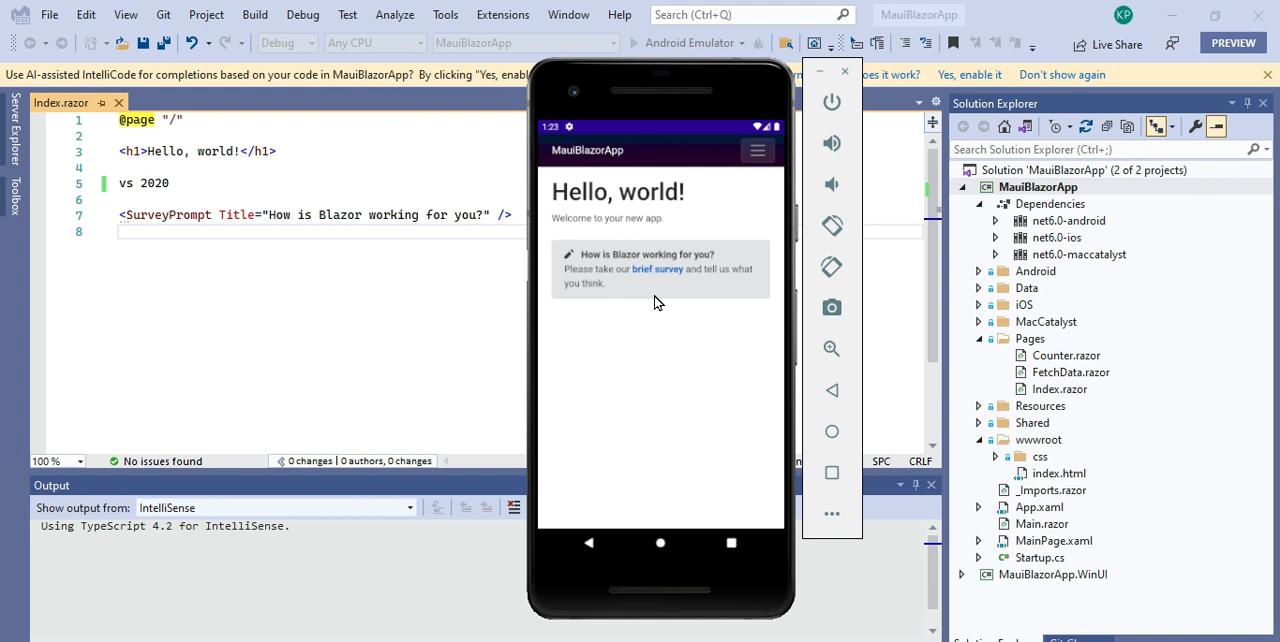 File Edit View Git Project Build Debug Test Analyze Tools Extensions Window Help Search (Ctrl+Q) MauiBlazorApp KP
Debug Any CPU MauiBlazorApp Android Emulator Live Share PREVIEW
Use AI-assisted IntelliCode for completions based on your code in MauiBlazorApp? By clicking "Yes, enabl it work? Yes, enable it Don't show again
Server Explorer
Toolbox
Index.razor
1 @page "/"
2
3 <h1>Hello, world!</h1>
4
5 vs 2020
6
7 <SurveyPrompt Title="How is Blazor working for you?" />
8
100 % No issues found 0 changes | 0 authors, 0 changes SPC CRLF
Output
Show output from: IntelliSense
Using TypeScript 4.2 for IntelliSense.
1:23
MauiBlazorApp
Hello, world!
Welcome to your new app.
How is Blazor working for you?
Please take our brief survey and tell us what
you think.
Solution Explorer
Search Solution Explorer (Ctrl+;)
Solution 'MauiBlazorApp' (2 of 2 projects)
MauiBlazorApp
Dependencies
net6.0-android
net6.0-ios
net6.0-maccatalyst
Android
Data
iOS
MacCatalyst
Pages
Counter.razor
FetchData.razor
Index.razor
Resources
Shared
wwwroot
css
index.html
_Imports.razor
App.xaml
Main.razor
MainPage.xaml
Startup.cs
MauiBlazorApp.WinUI